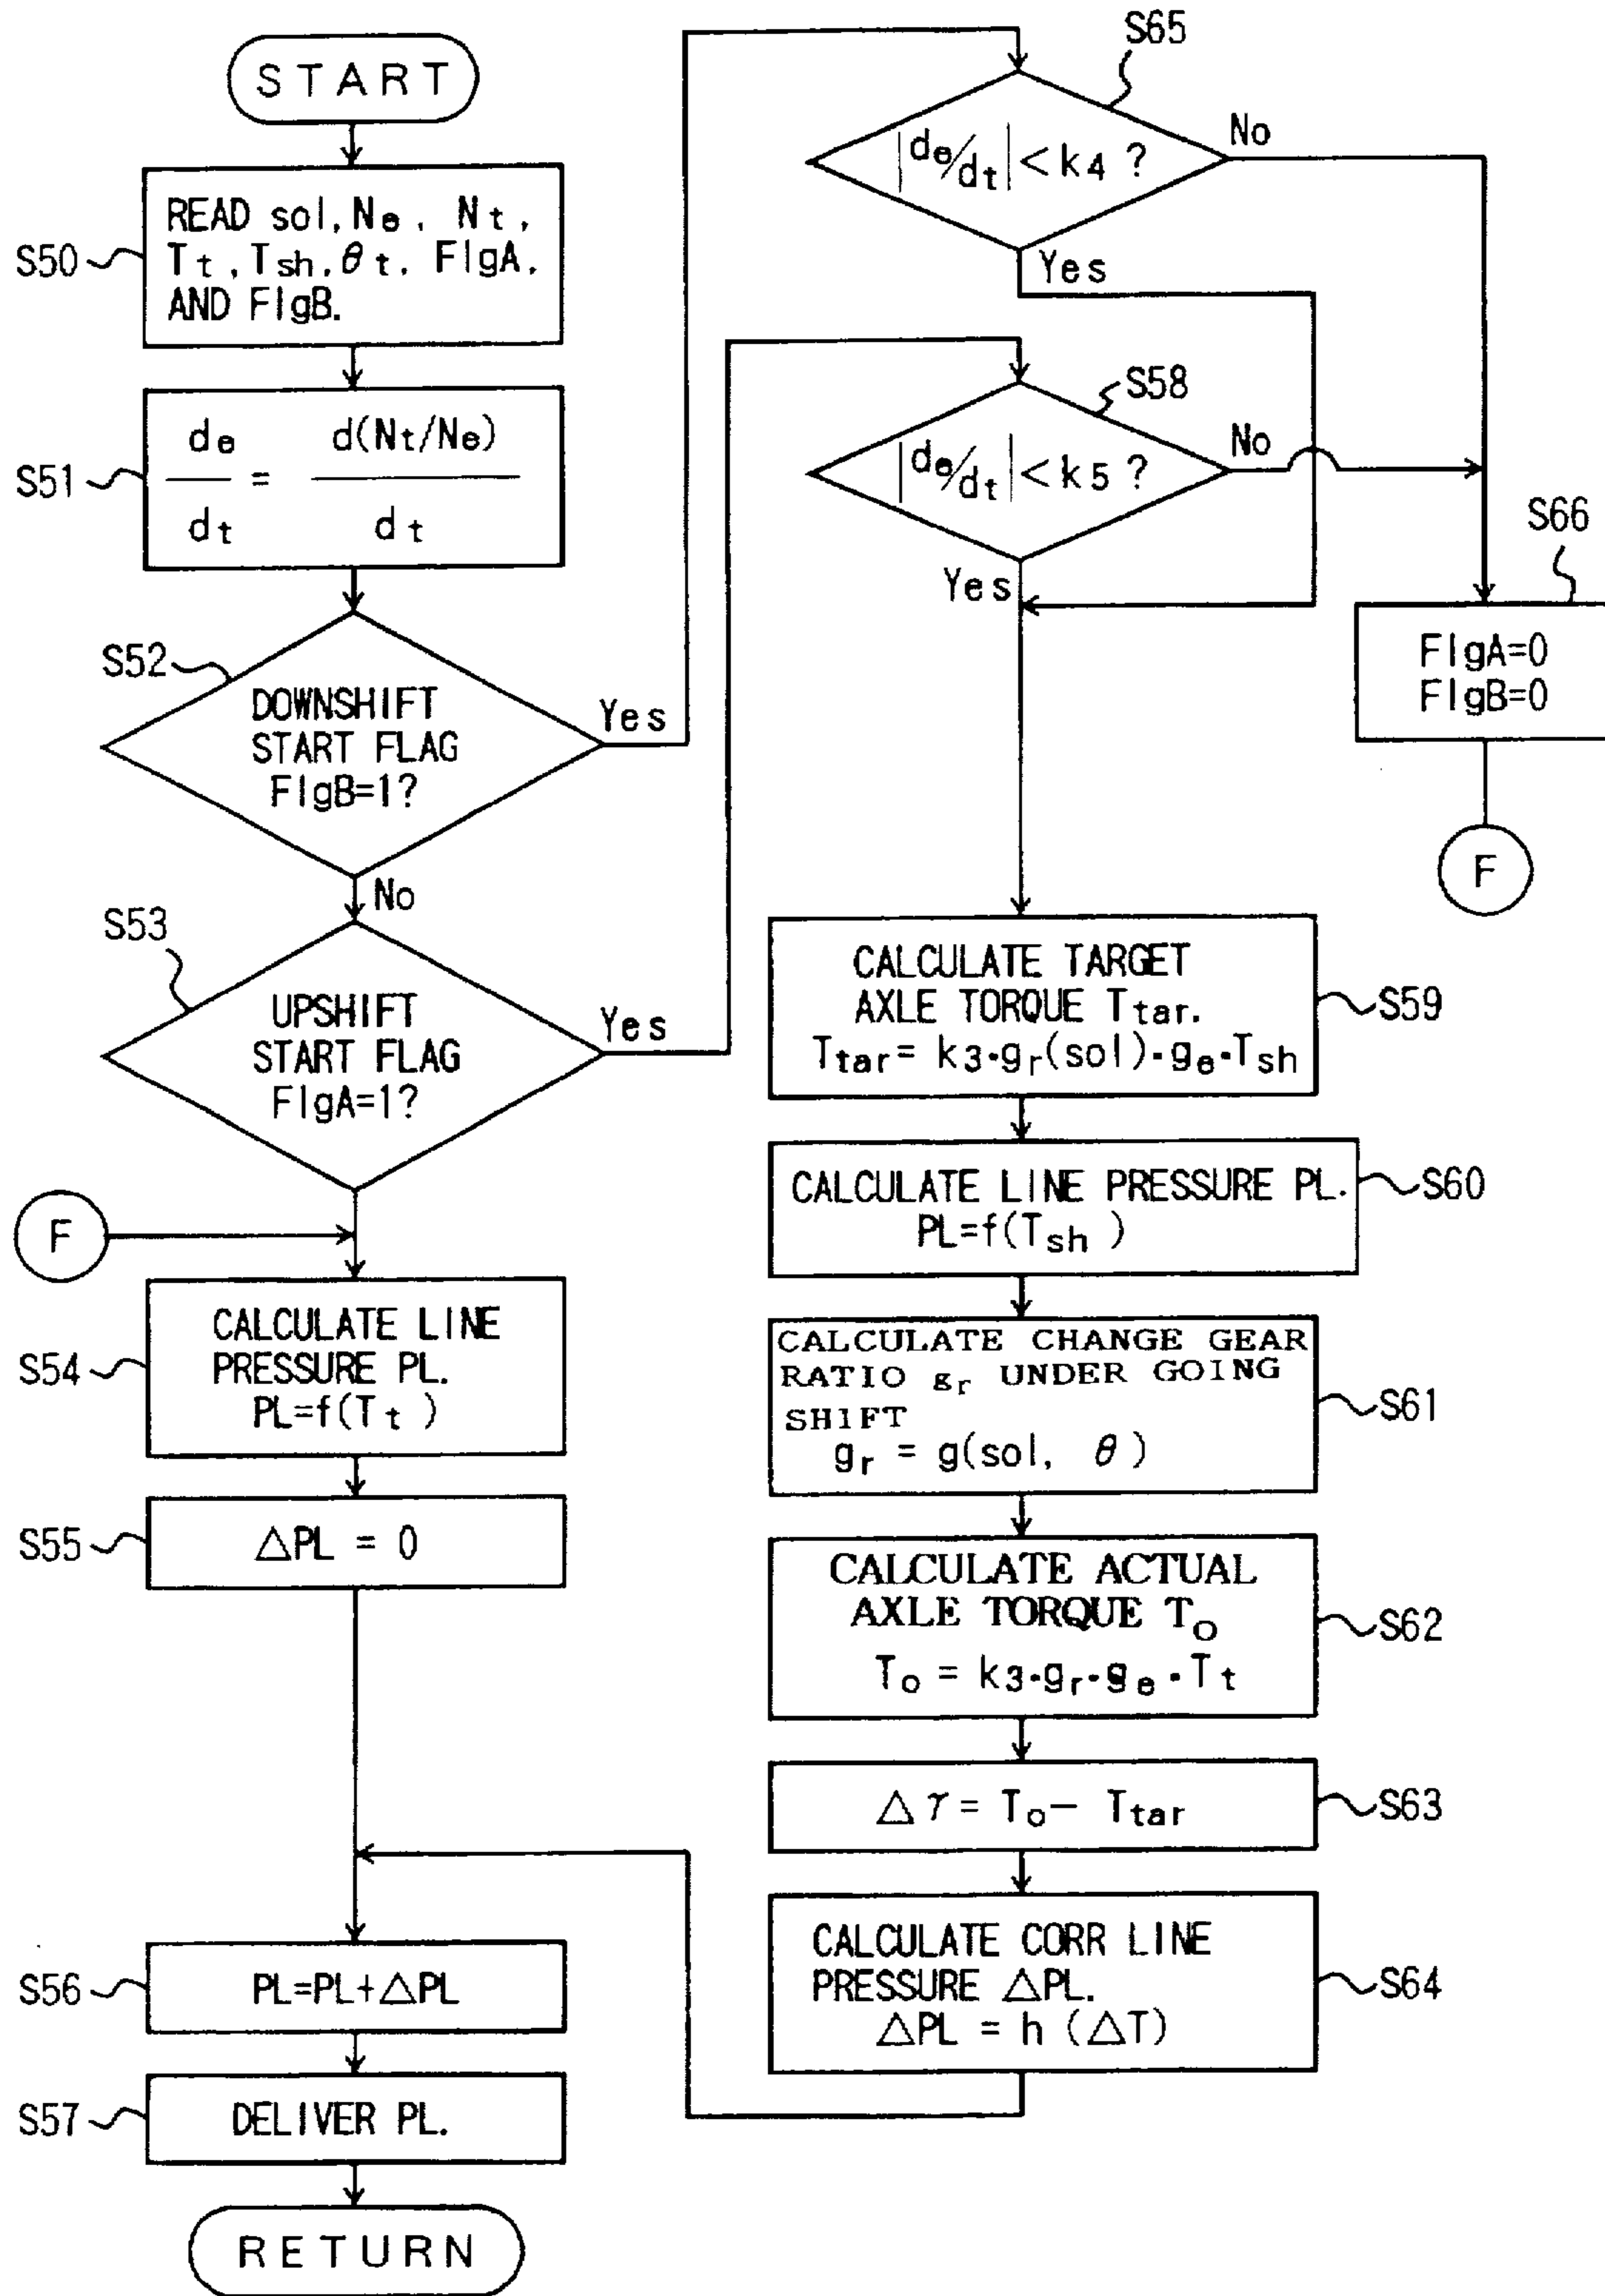 START
S50
READ sol, Ne, Nt,
Tt, Tsh, θt, FlgA,
AND FlgB.
S51
de/dt = d(Nt/Ne)/dt
S52
DOWNSHIFT
START FLAG
FlgB=1?
Yes
No
S53
UPSHIFT
START FLAG
FlgA=1?
Yes
F
S54
CALCULATE LINE
PRESSURE PL.
PL=f(Tt)
S55
△PL = 0
S56
PL=PL+△PL
S57
DELIVER PL.
RETURN
S65
|de/dt| < k4 ?
No
Yes
S58
|de/dt| < k5 ?
No
Yes
S66
FlgA=0
FlgB=0
F
CALCULATE TARGET
AXLE TORQUE Ttar.
Ttar= k3·gr(sol)·ge·Tsh
S59
CALCULATE LINE PRESSURE PL.
PL=f(Tsh)
S60
CALCULATE CHANGE GEAR
RATIO gr UNDER GOING
SHIFT
gr = g(sol, θ)
S61
CALCULATE ACTUAL
AXLE TORQUE To
To = k3·gr·ge·Tt
S62
△τ = To− Ttar
S63
CALCULATE CORR LINE
PRESSURE △PL.
△PL = h (△T)
S64